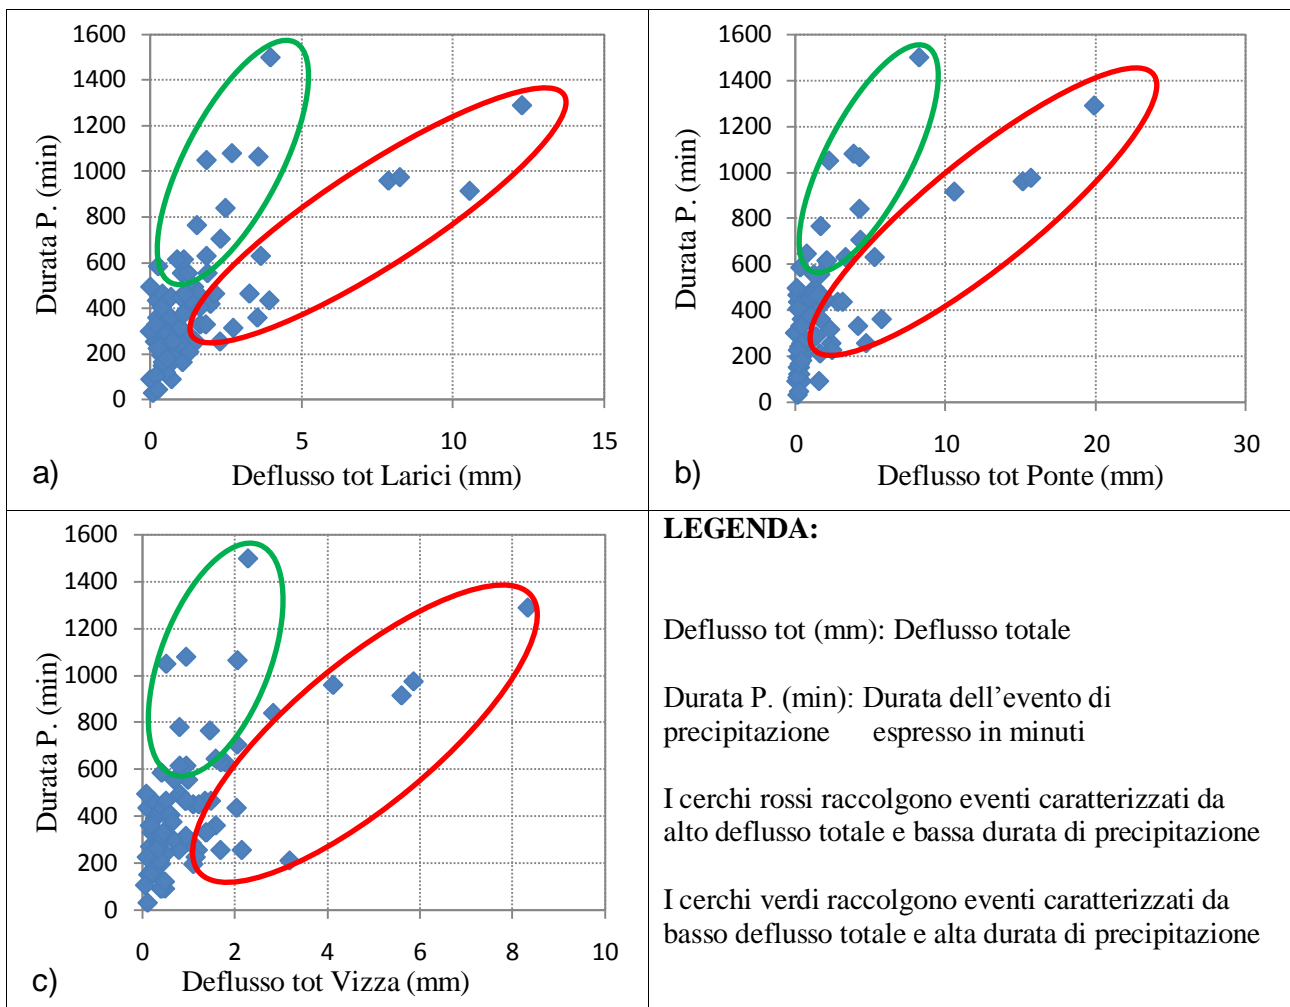 1600
1400
1200
1000
800
600
400
200
0
0 5 10 15
Durata P. (min)
Deflusso tot Larici (mm)
a)
1600
1400
1200
1000
800
600
400
200
0
0 10 20 30
Durata P. (min)
Deflusso tot Ponte (mm)
b)
1600
1400
1200
1000
800
600
400
200
0
0 2 4 6 8 10
Durata P. (min)
Deflusso tot Vizza (mm)
c)
LEGENDA:
Deflusso tot (mm): Deflusso totale
Durata P. (min): Durata dell’evento di
precipitazione espresso in minuti
I cerchi rossi raccolgono eventi caratterizzati da
alto deflusso totale e bassa durata di precipitazione
I cerchi verdi raccolgono eventi caratterizzati da
basso deflusso totale e alta durata di precipitazione